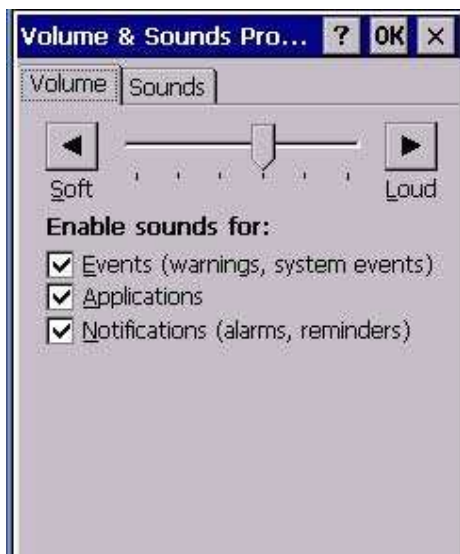 Volume & Sounds Pro... ? OK ×
Volume Sounds
Soft Loud
Enable sounds for:
Events (warnings, system events)
Applications
Notifications (alarms, reminders)